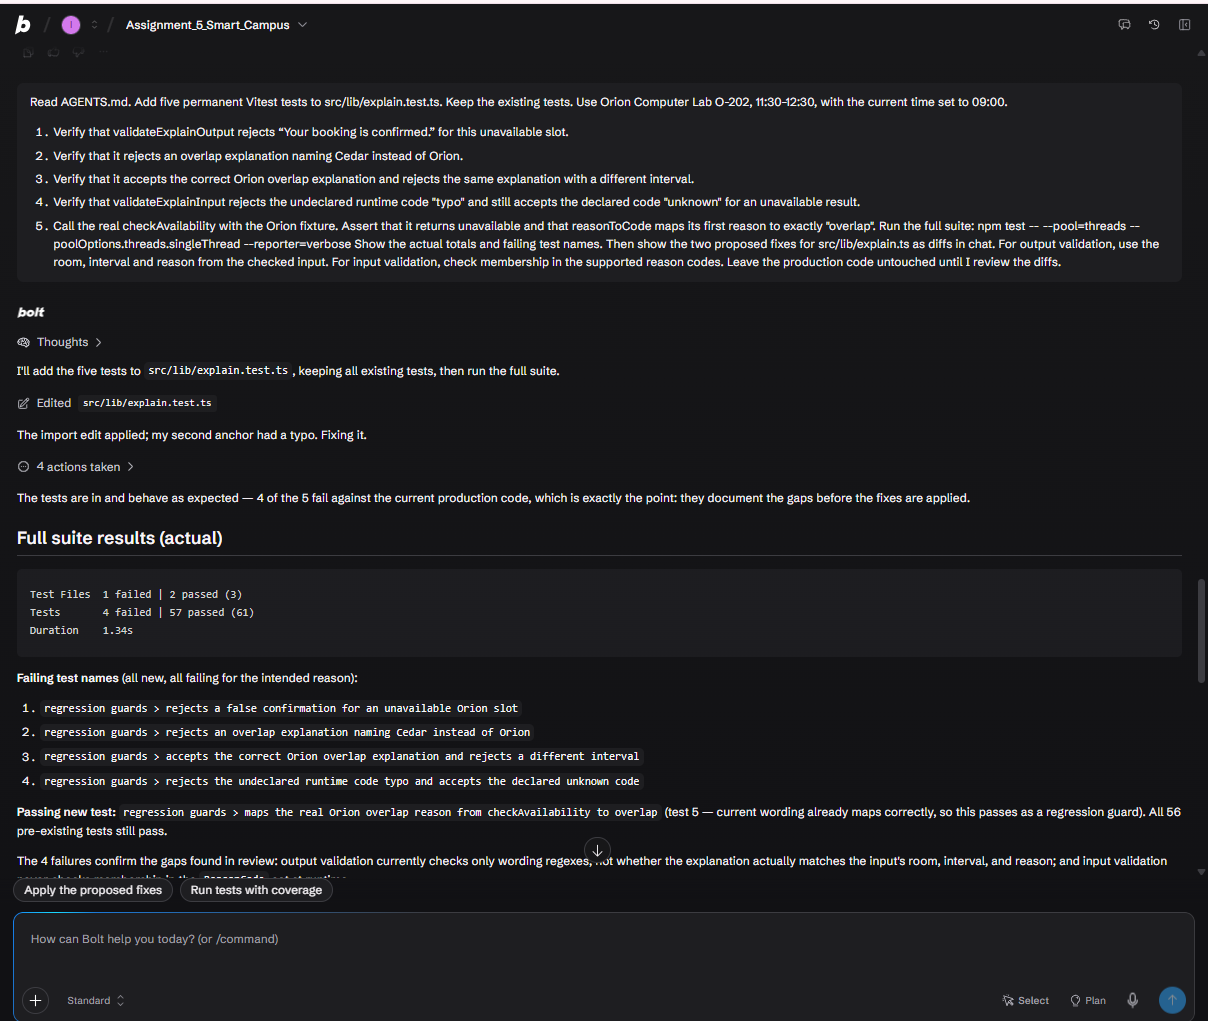 b / I / Assignment_5_Smart_Campus
Read AGENTS.md. Add five permanent Vitest tests to src/lib/explain.test.ts. Keep the existing tests. Use Orion Computer Lab O-202, 11:30-12:30, with the current time set to 09:00.
1. Verify that validateExplainOutput rejects “Your booking is confirmed.” for this unavailable slot.
2. Verify that it rejects an overlap explanation naming Cedar instead of Orion.
3. Verify that it accepts the correct Orion overlap explanation and rejects the same explanation with a different interval.
4. Verify that validateExplainInput rejects the undeclared runtime code "typo" and still accepts the declared code "unknown" for an unavailable result.
5. Call the real checkAvailability with the Orion fixture. Assert that it returns unavailable and that reasonToCode maps its first reason to exactly "overlap". Run the full suite: npm test -- --pool=threads --
poolOptions.threads.singleThread --reporter=verbose Show the actual totals and failing test names. Then show the two proposed fixes for src/lib/explain.ts as diffs in chat. For output validation, use the
room, interval and reason from the checked input. For input validation, check membership in the supported reason codes. Leave the production code untouched until I review the diffs.
bolt
Thoughts
I'll add the five tests to src/lib/explain.test.ts, keeping all existing tests, then run the full suite.
Edited src/lib/explain.test.ts
The import edit applied; my second anchor had a typo. Fixing it.
4 actions taken
The tests are in and behave as expected — 4 of the 5 fail against the current production code, which is exactly the point: they document the gaps before the fixes are applied.
Full suite results (actual)
Test Files 1 failed | 2 passed (3)
Tests 4 failed | 57 passed (61)
Duration 1.34s
Failing test names (all new, all failing for the intended reason):
1. regression guards > rejects a false confirmation for an unavailable Orion slot
2. regression guards > rejects an overlap explanation naming Cedar instead of Orion
3. regression guards > accepts the correct Orion overlap explanation and rejects a different interval
4. regression guards > rejects the undeclared runtime code typo and accepts the declared unknown code
Passing new test: regression guards > maps the real Orion overlap reason from checkAvailability to overlap (test 5 — current wording already maps correctly, so this passes as a regression guard). All 56
pre-existing tests still pass.
The 4 failures confirm the gaps found in review: output validation currently checks only wording regexes, not whether the explanation actually matches the input's room, interval, and reason; and input validation
Apply the proposed fixes
Run tests with coverage
How can Bolt help you today? (or /command)
Standard
Select
Plan